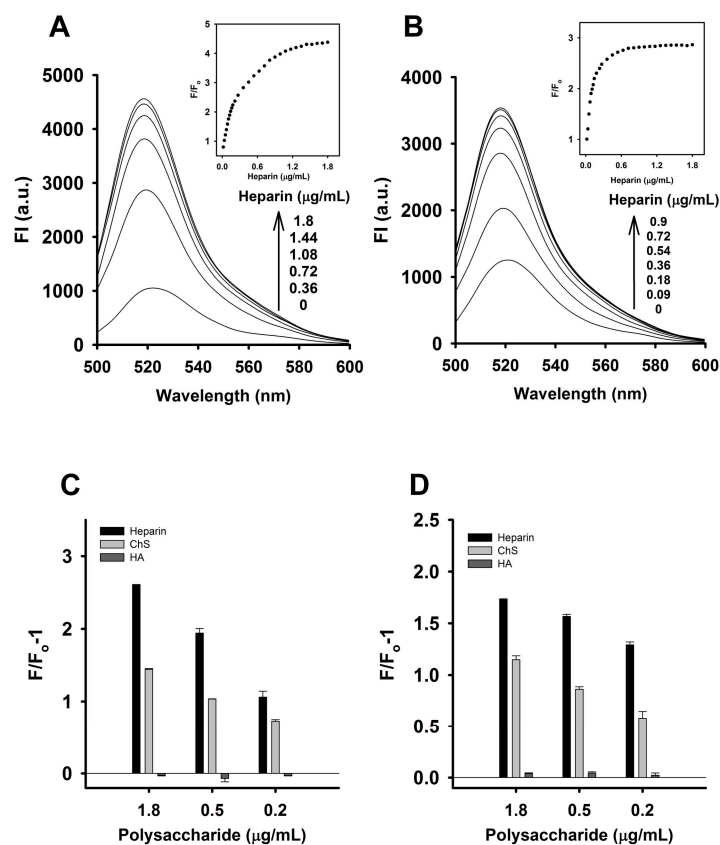 A
5000
4000
3000
2000
1000
0
FI (a.u.)
500 520 540 560 580 600
Wavelength (nm)
5
4
3
2
1
F/Fo
0.0 0.6 1.2 1.8
Heparin (µg/mL)
Heparin (µg/mL)
1.8
1.44
1.08
0.72
0.36
0
B
4000
3000
2000
1000
0
FI (a.u.)
500 520 540 560 580 600
Wavelength (nm)
3
2
1
F/Fo
0.0 0.6 1.2 1.8
Heparin (µg/mL)
Heparin (µg/mL)
0.9
0.72
0.54
0.36
0.18
0.09
0
C
Heparin
ChS
HA
3
2
1
0
F/Fo-1
1.8 0.5 0.2
Polysaccharide (µg/mL)
D
Heparin
ChS
HA
2.5
2.0
1.5
1.0
0.5
0.0
F/Fo-1
1.8 0.5 0.2
Polysaccharide (µg/mL)